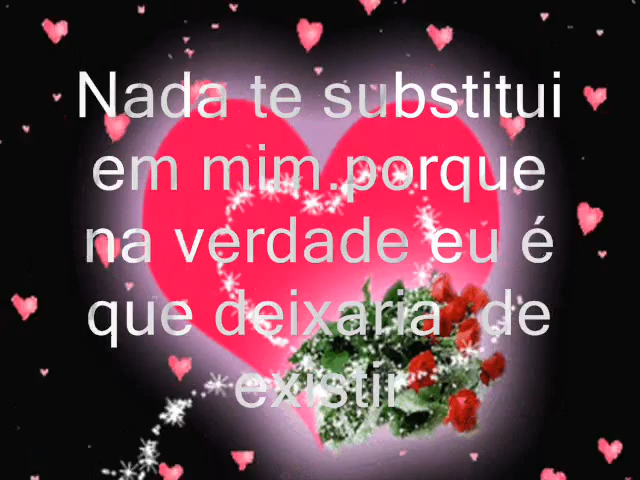 Nada te substitui
em mim.porque
na verdade eu é
que deixaria de
existir